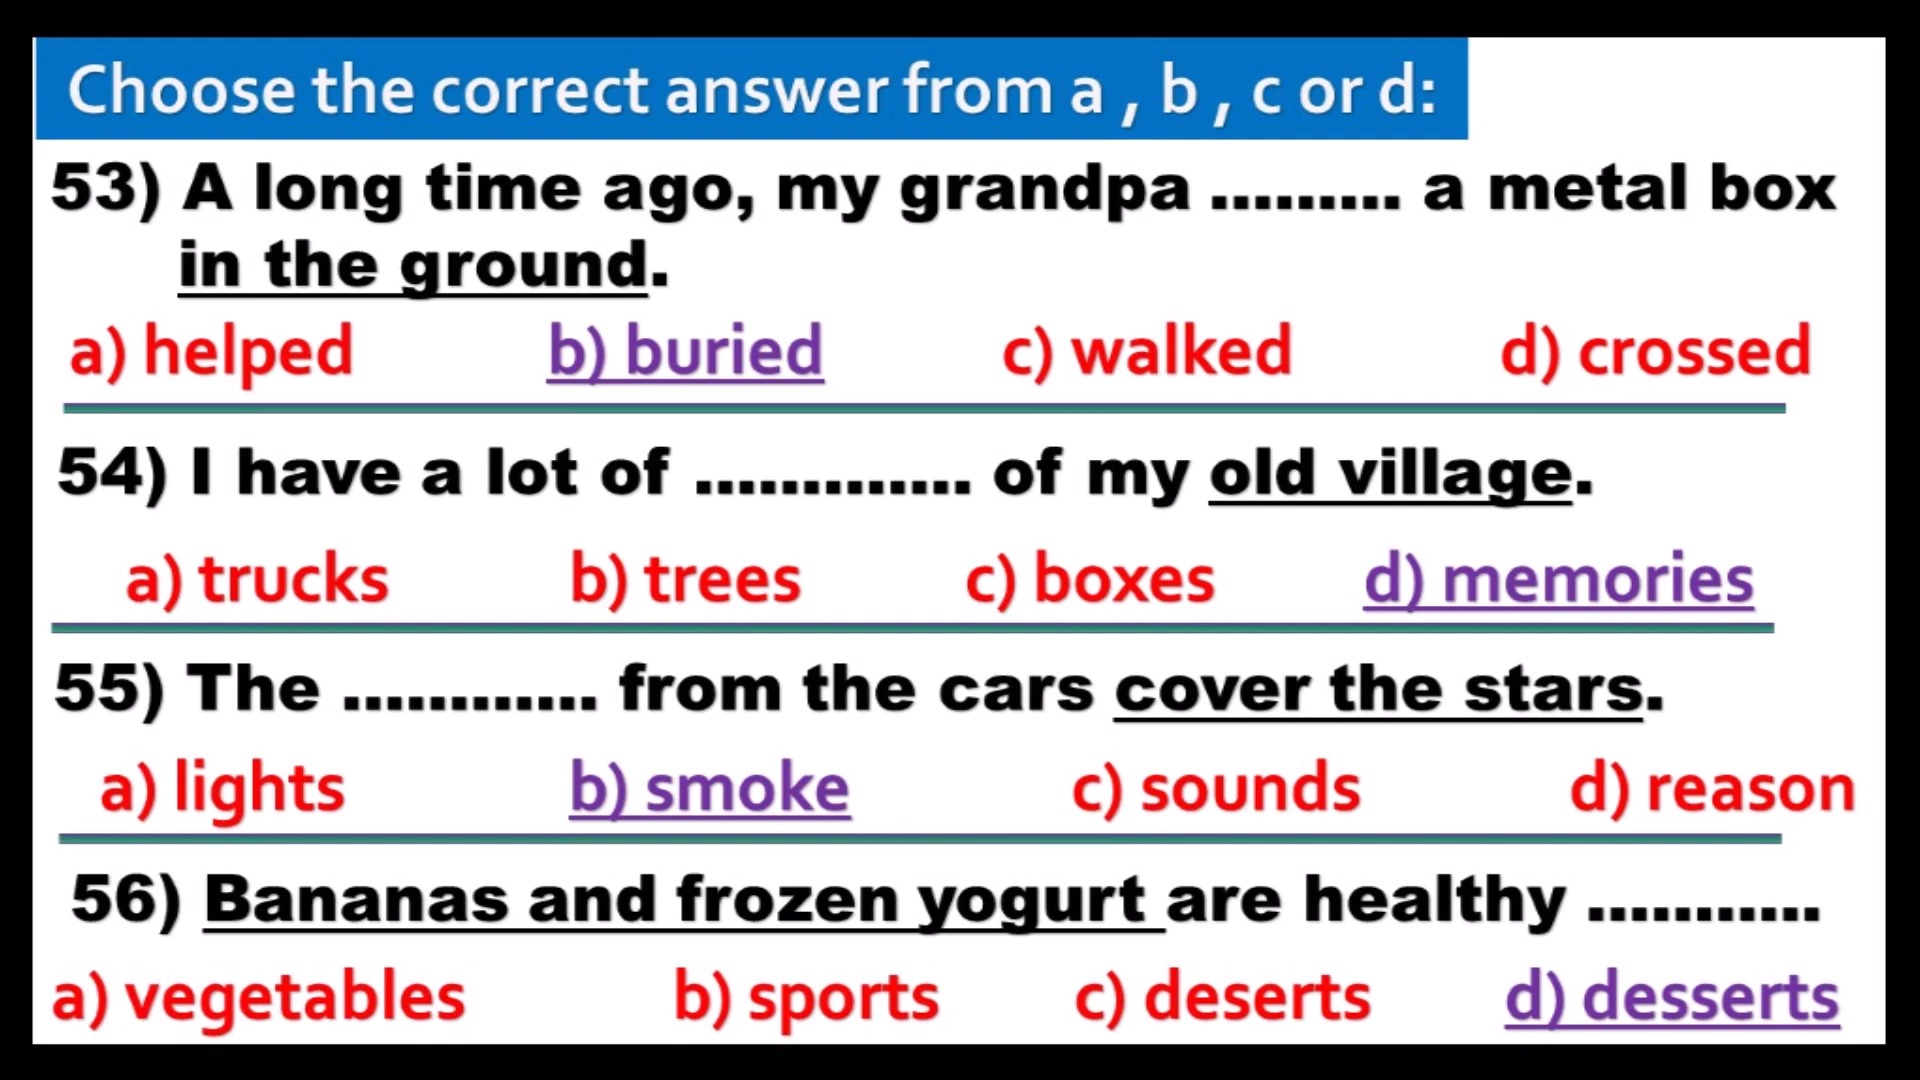 Choose the correct answer from a , b , c or d:
53) A long time ago, my grandpa ......... a metal box
in the ground.
a) helped b) buried c) walked d) crossed
54) I have a lot of ............. of my old village.
a) trucks b) trees c) boxes d) memories
55) The ............ from the cars cover the stars.
a) lights b) smoke c) sounds d) reason
56) Bananas and frozen yogurt are healthy ...........
a) vegetables b) sports c) deserts d) desserts